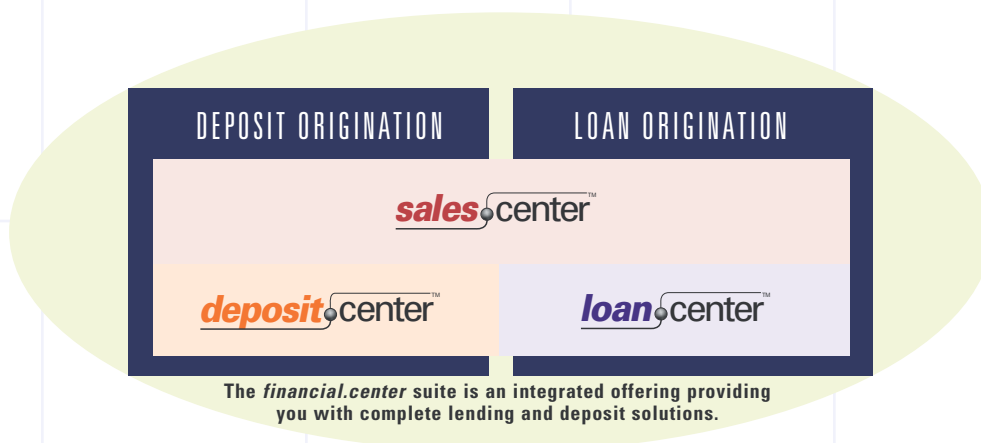 DEPOSIT ORIGINATION
LOAN ORIGINATION
sales.center™
deposit.center™
loan.center™
The financial.center suite is an integrated offering providing
you with complete lending and deposit solutions.